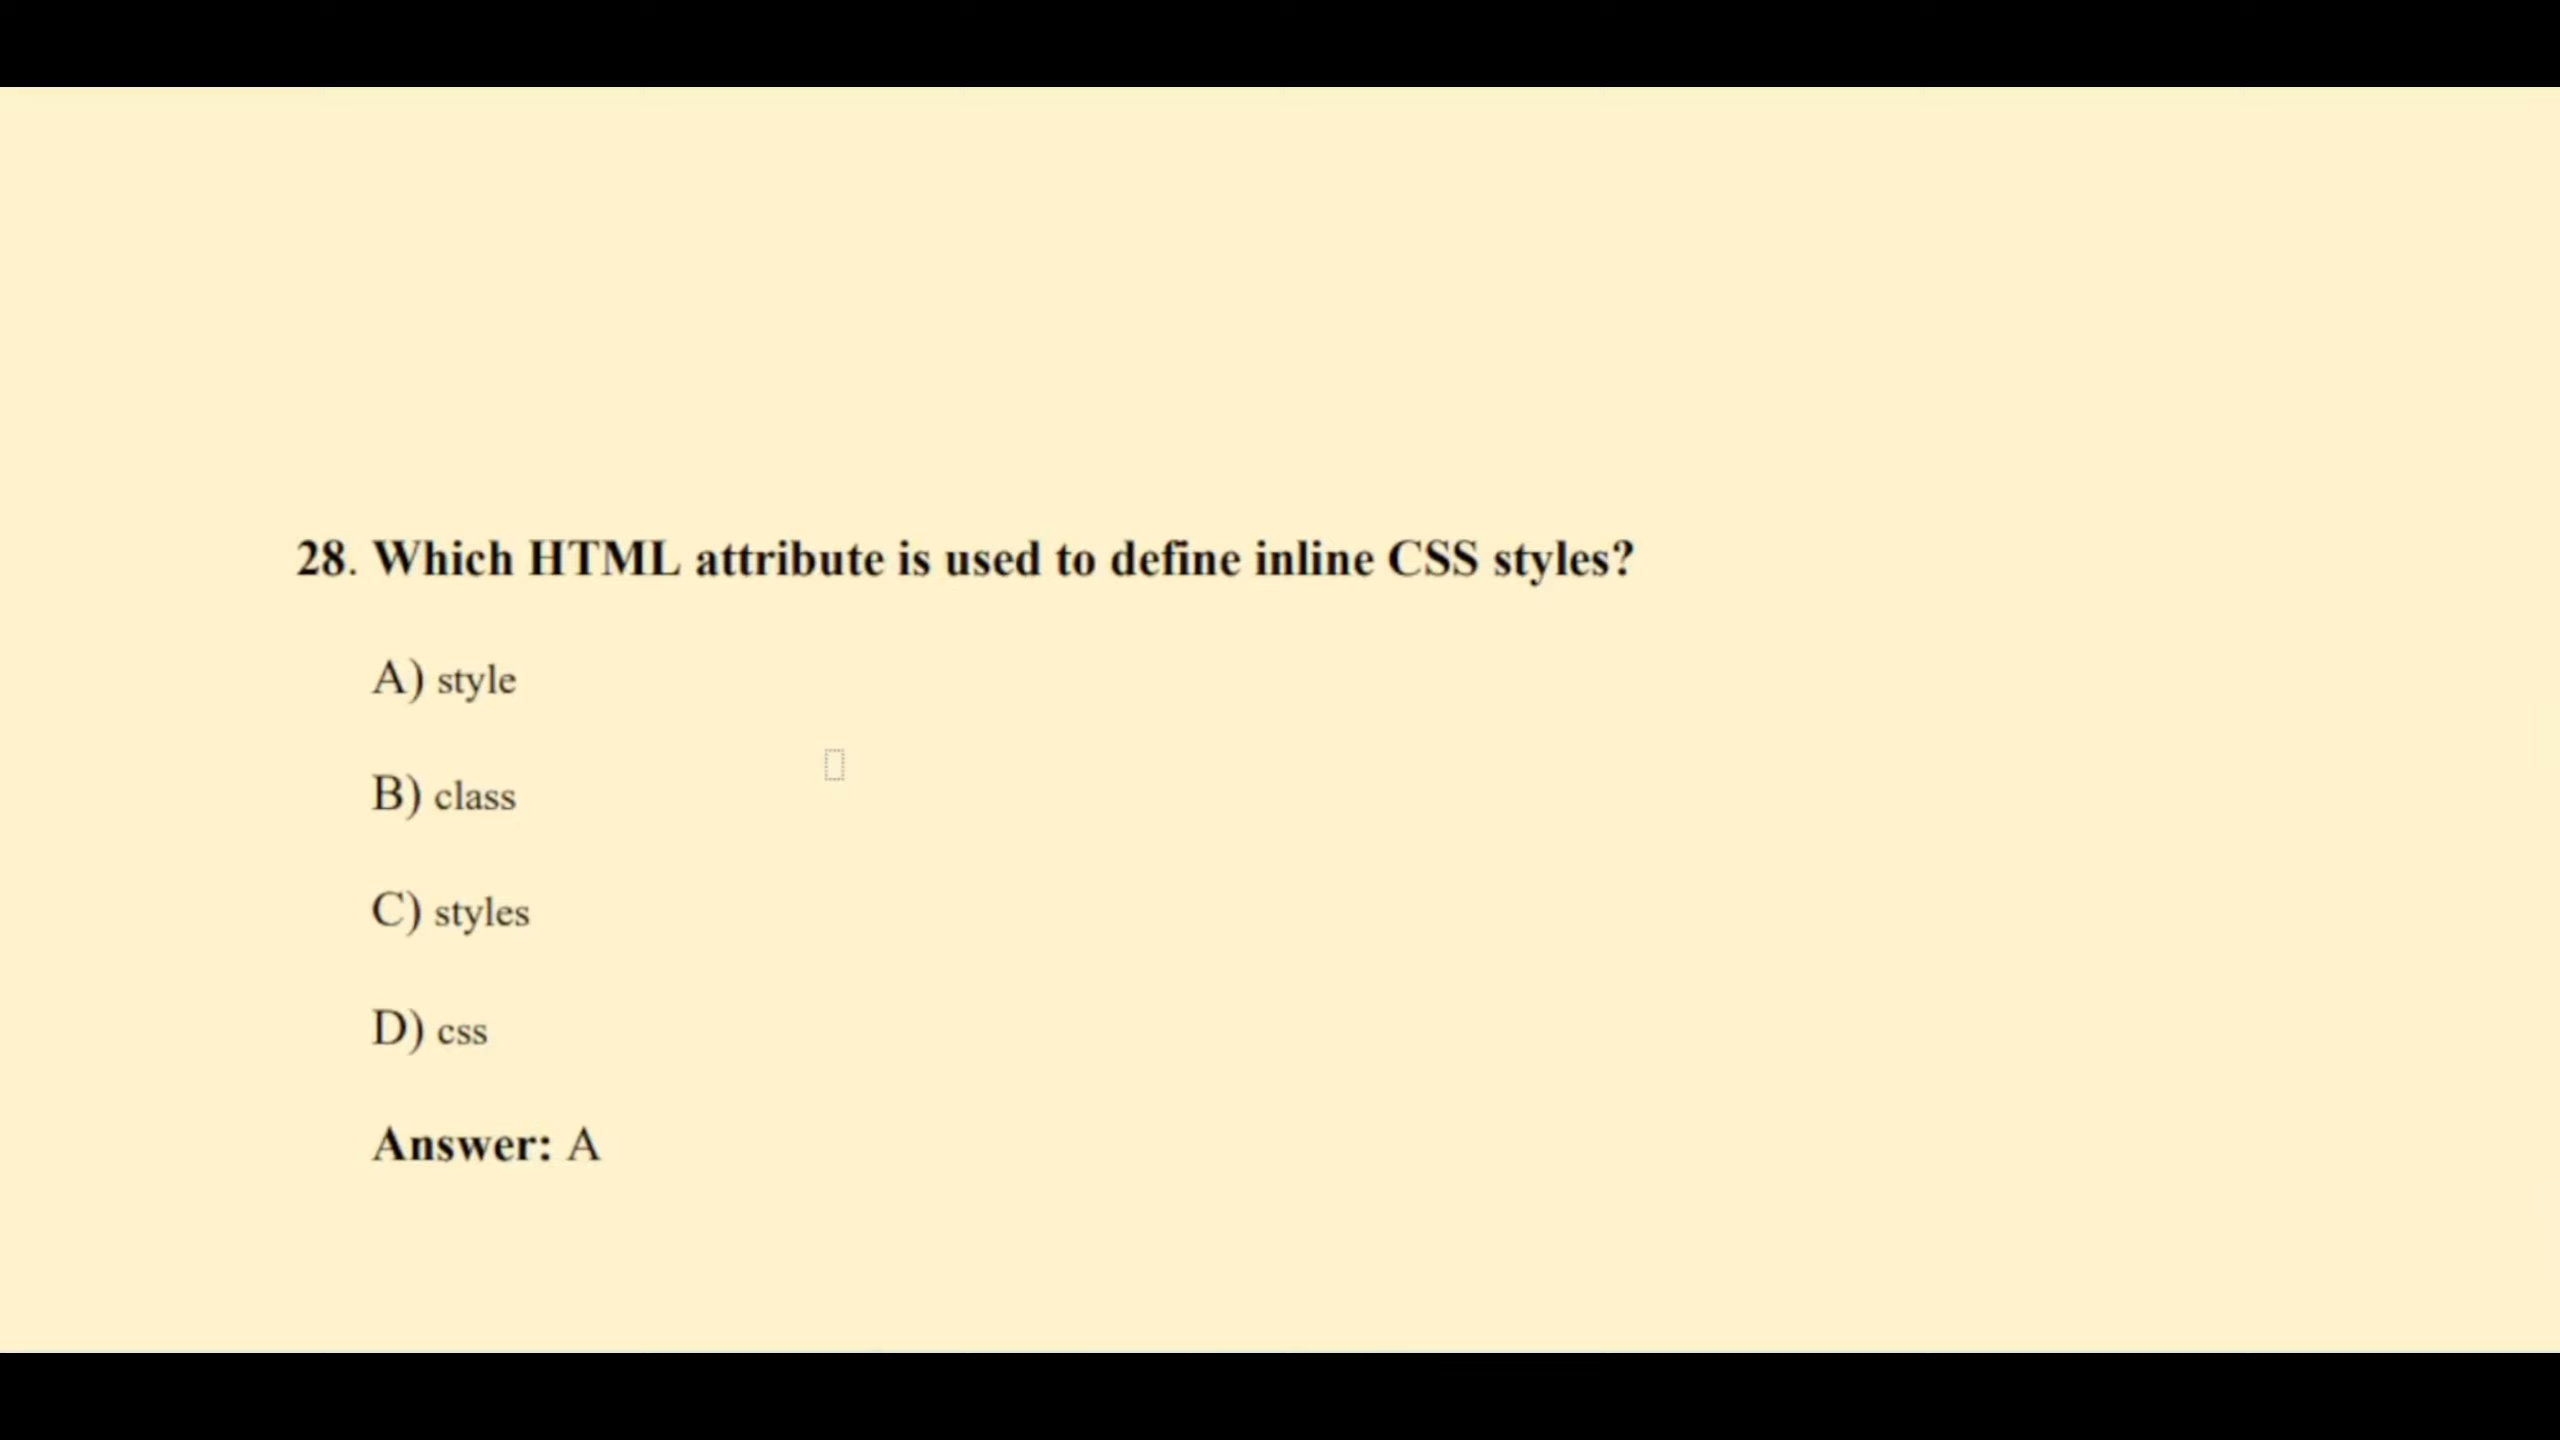 28. Which HTML attribute is used to define inline CSS styles?
A) style
B) class
C) styles
D) css
Answer: A